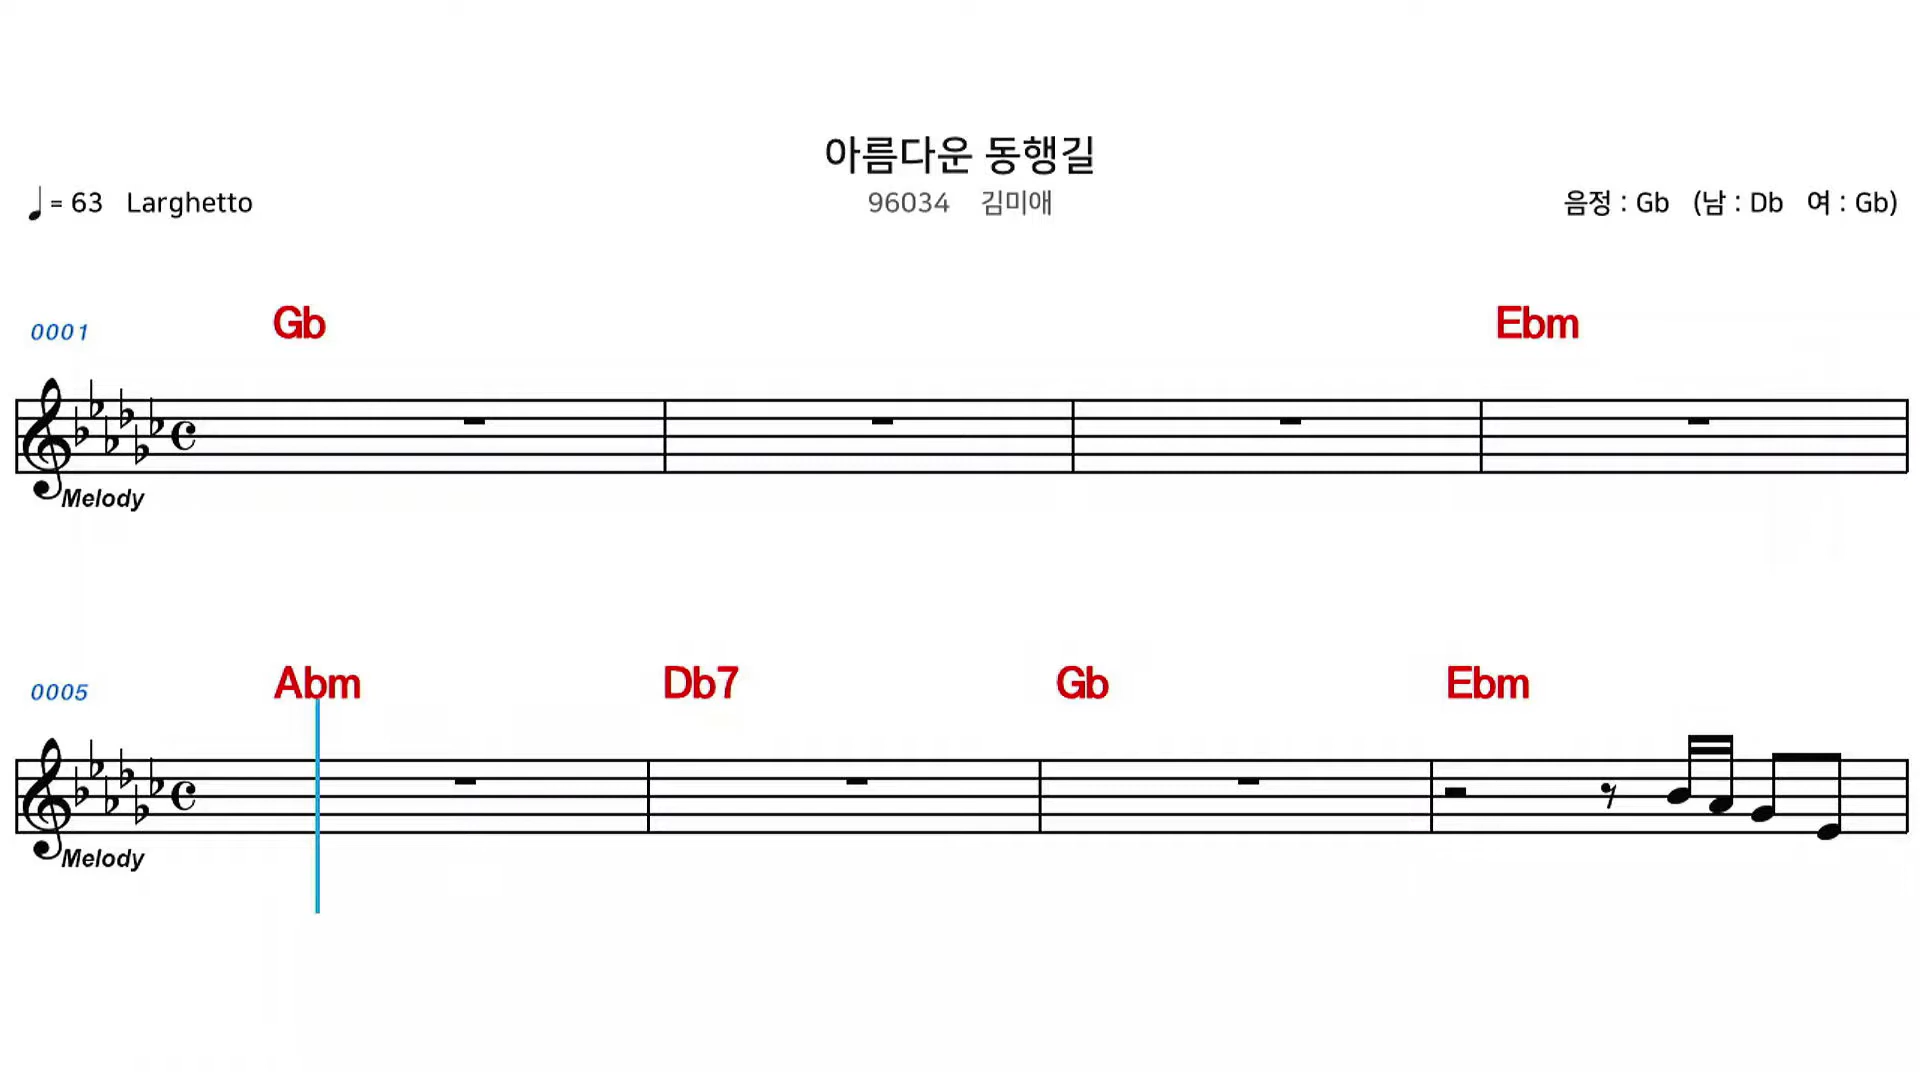 아름다운 동행길
♩= 63 Larghetto
96034 김미애
음정 : Gb (남 : Db 여 : Gb)
0001 Gb Ebm
Melody
0005 Abm Db7 Gb Ebm
Melody